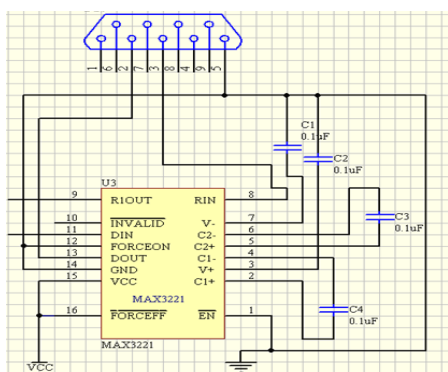 1 6 2 7 3 8 4 9 5
C1
0.1uF
C2
0.1uF
U3
9 R1OUT RIN 8
10 INVALID V- 7
11 DIN C2- 6
12 FORCEON C2+ 5
13 DOUT C1- 4
14 GND V+ 3
15 VCC C1+ 2
MAX3221
16 FORCEFF EN 1
MAX3221
C3
0.1uF
C4
0.1uF
VCC